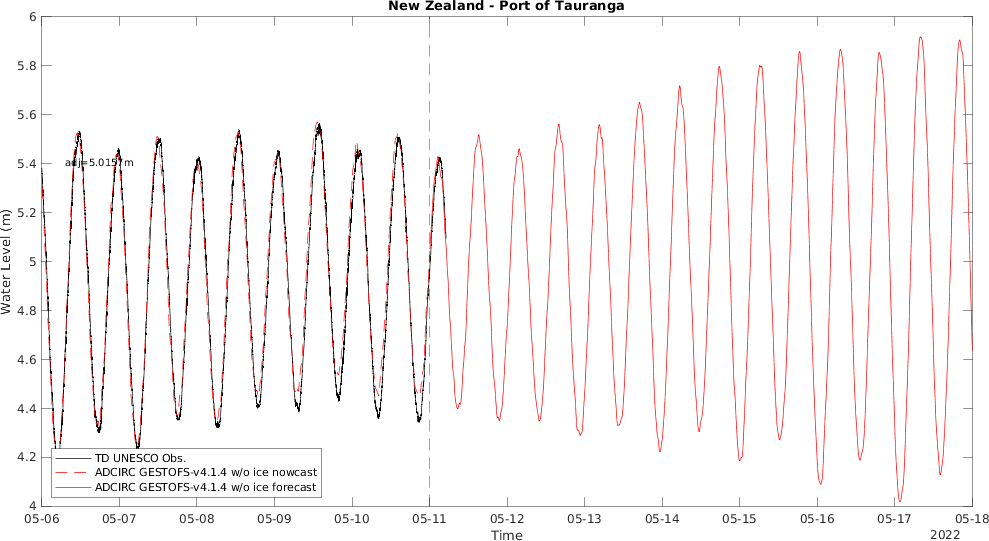 New Zealand - Port of Tauranga
6
5.8
5.6
5.4
5.2
5
4.8
4.6
4.4
4.2
4
Water Level (m)
adj=5.0157m
TD UNESCO Obs.
ADCIRC GESTOFS-v4.1.4 w/o ice nowcast
ADCIRC GESTOFS-v4.1.4 w/o ice forecast
05-06 05-07 05-08 05-09 05-10 05-11 05-12 05-13 05-14 05-15 05-16 05-17 05-18
Time
2022